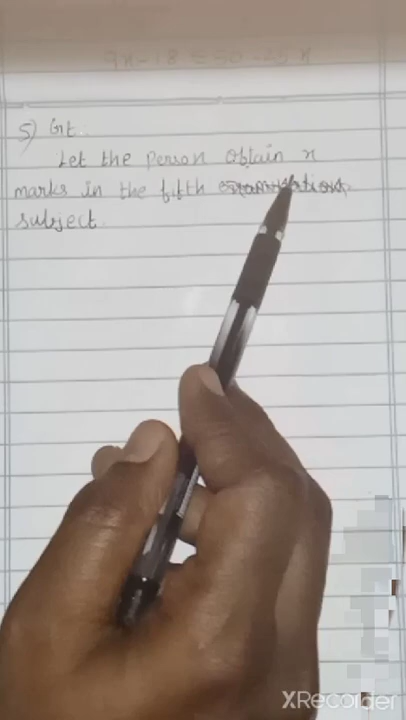 5) Gt.
Let the Person Obtain x
marks in the fifth
subject.
XRecorder